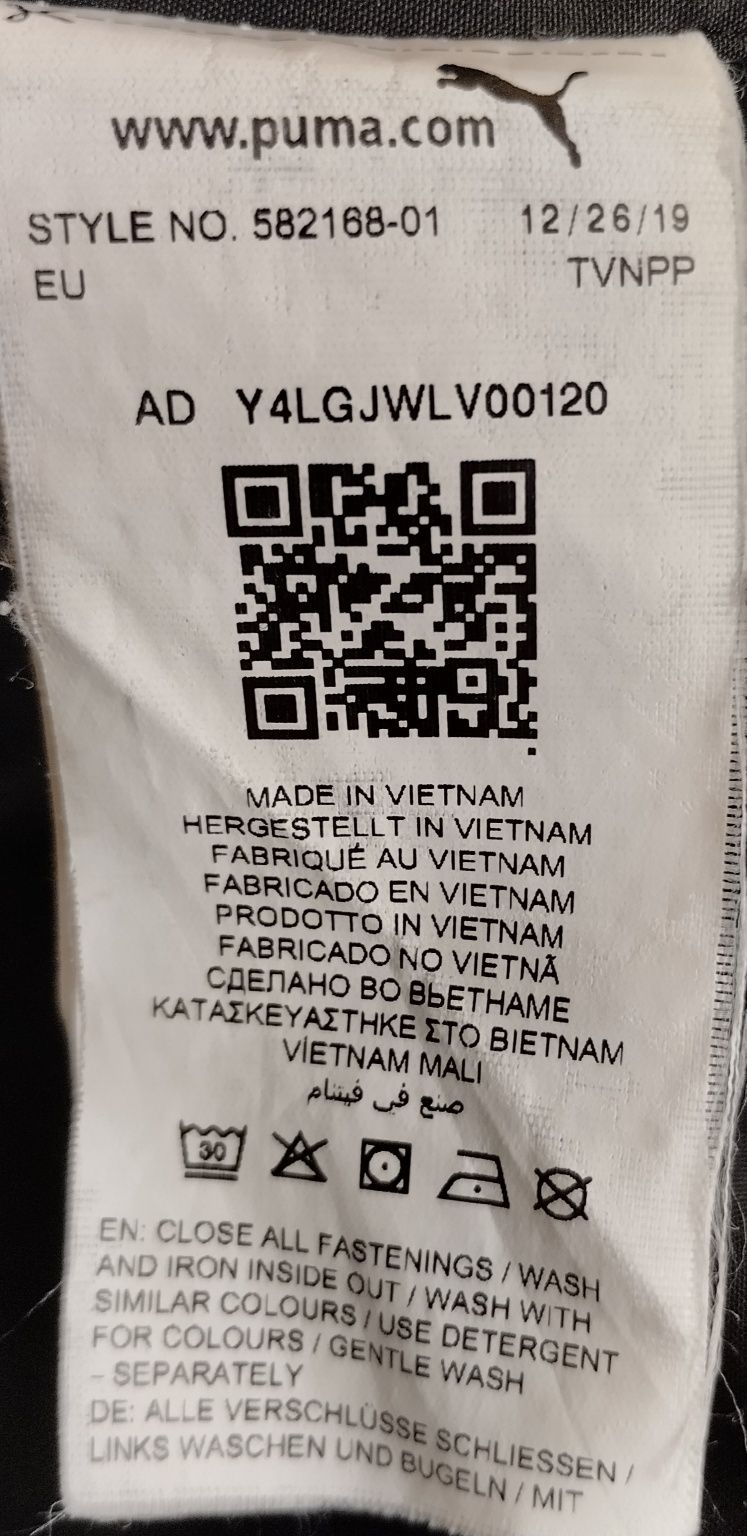 www.puma.com
STYLE NO. 582168-01 12/26/19
EU TVNPP
AD Y4LGJWLV00120
MADE IN VIETNAM
HERGESTELLT IN VIETNAM
FABRIQUÉ AU VIETNAM
FABRICADO EN VIETNAM
PRODOTTO IN VIETNAM
FABRICADO NO VIETNÃ
СДЕЛАНО ВО ВЬЕТНАМЕ
ΚΑΤΑΣΚΕΥΑΣΤΗΚΕ ΣΤΟ ΒΙΕΤΝΑΜ
VİETNAM MALI
صنع في فيتنام
30
EN: CLOSE ALL FASTENINGS / WASH
AND IRON INSIDE OUT / WASH WITH
SIMILAR COLOURS / USE DETERGENT
FOR COLOURS / GENTLE WASH
- SEPARATELY
DE: ALLE VERSCHLÜSSE SCHLIESSEN /
LINKS WASCHEN UND BUGELN / MIT